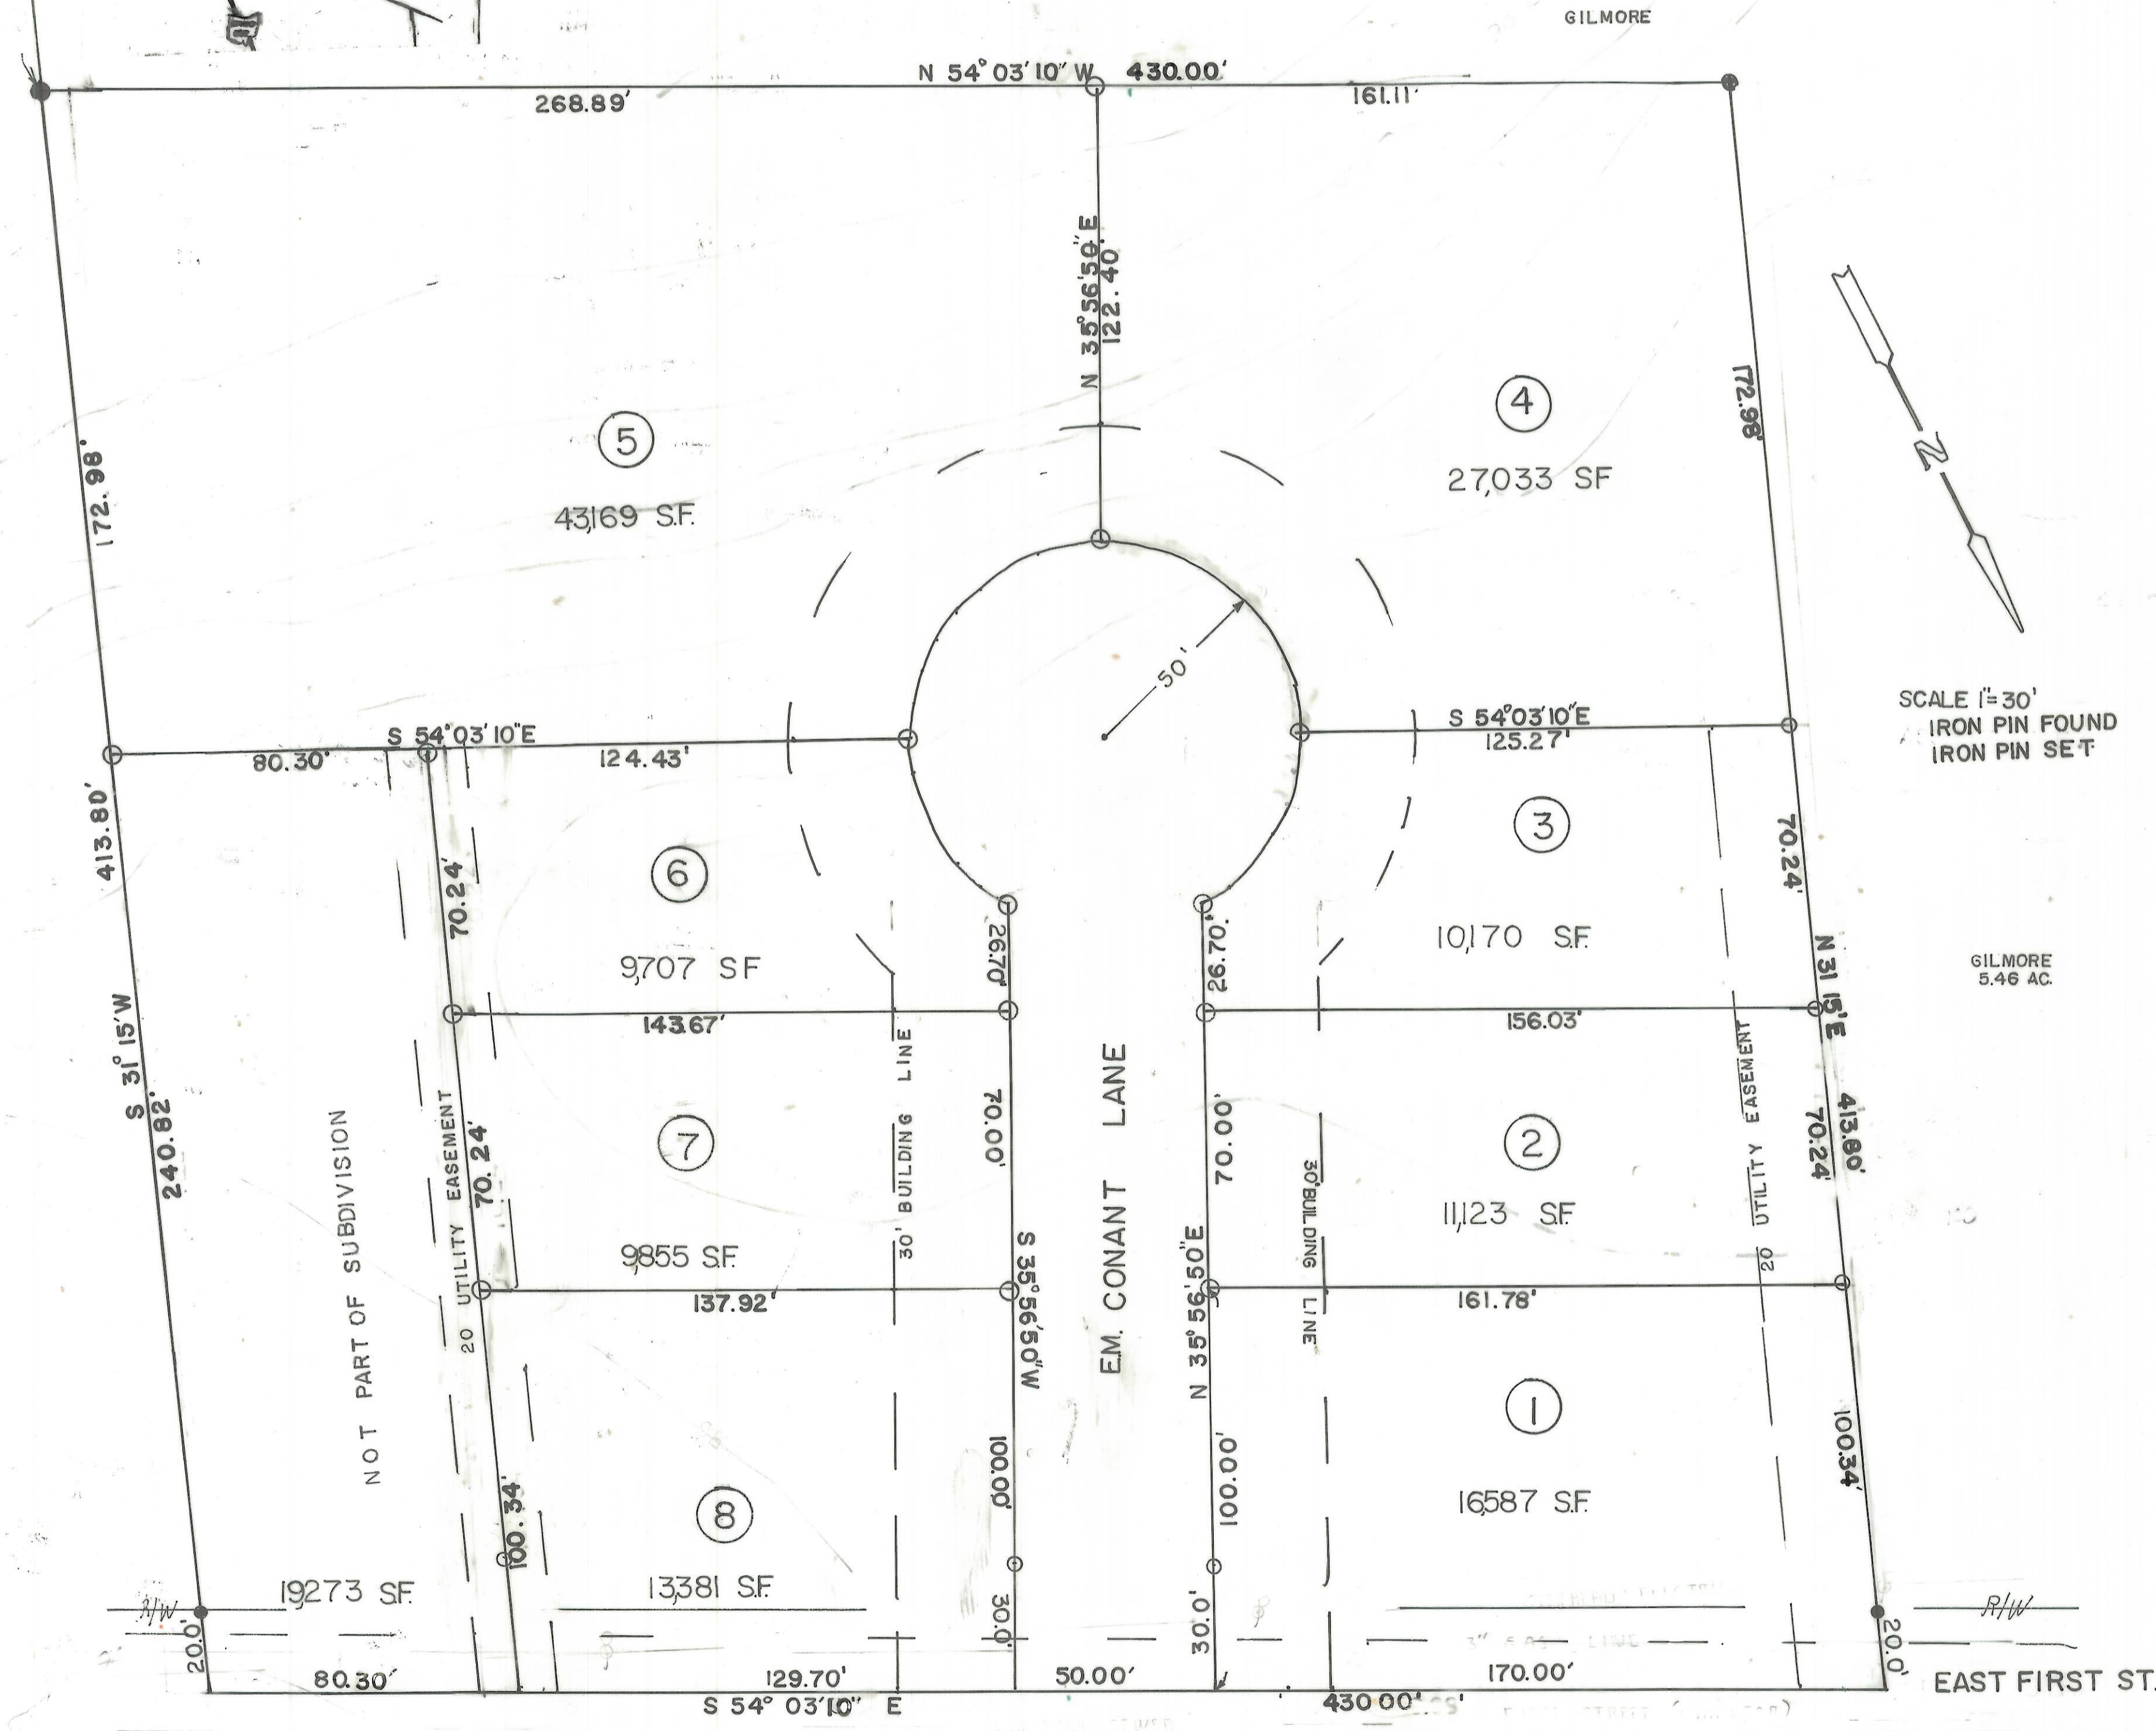 GILMORE
N 54° 03' 10" W 430.00'
268.89'
161.11'
N 35° 56' 50" E
122.40'
172.98'
172.98'
5
43,169 S.F.
4
27,033 SF
50'
SCALE 1"=30'
IRON PIN FOUND
IRON PIN SET
S 54° 03' 10" E
80.30'
124.43'
S 54° 03' 10" E
125.27'
413.80'
70.24'
6
9,707 SF
26.70'
26.70'
3
10,170 S.F.
70.24'
GILMORE
5.46 AC.
N 31 15' E
413.80'
143.67'
156.03'
S 31° 15' W
240.82'
NOT PART OF SUBDIVISION
20 UTILITY EASEMENT
70.24'
7
9,855 S.F.
30' BUILDING LINE
70.00'
E.M. CONANT LANE
70.00'
30' BUILDING LINE
2
11,123 S.F.
20 UTILITY EASEMENT
70.24'
137.92'
161.78'
S 35° 56' 50" W
N 35° 56' 50" E
100.34'
8
13,381 S.F.
100.00'
100.00'
1
16,587 S.F.
100.34'
19,273 S.F.
R/W
R/W
20.0'
30.0'
30.0'
20.0'
80.30'
129.70'
50.00'
170.00'
EAST FIRST ST.
S 54° 03' 10" E
430.00'